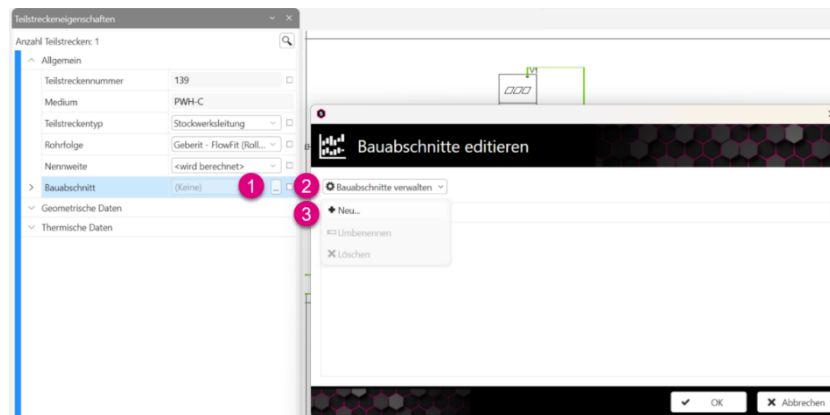 Teilstreckeneigenschaften
Anzahl Teilstrecken: 1
Allgemein
Teilstreckennummer 139
Medium PWH-C
Teilstreckentyp Stockwerksleitung
Rohrfolge Geberit - FlowFit (Roll...
Nennweite <wird berechnet>
Bauabschnitt (Keine) 1 ...
Geometrische Daten
Thermische Daten
Bauabschnitte editieren
2 Bauabschnitte verwalten
3 Neu...
Umbenennen
Löschen
OK Abbrechen